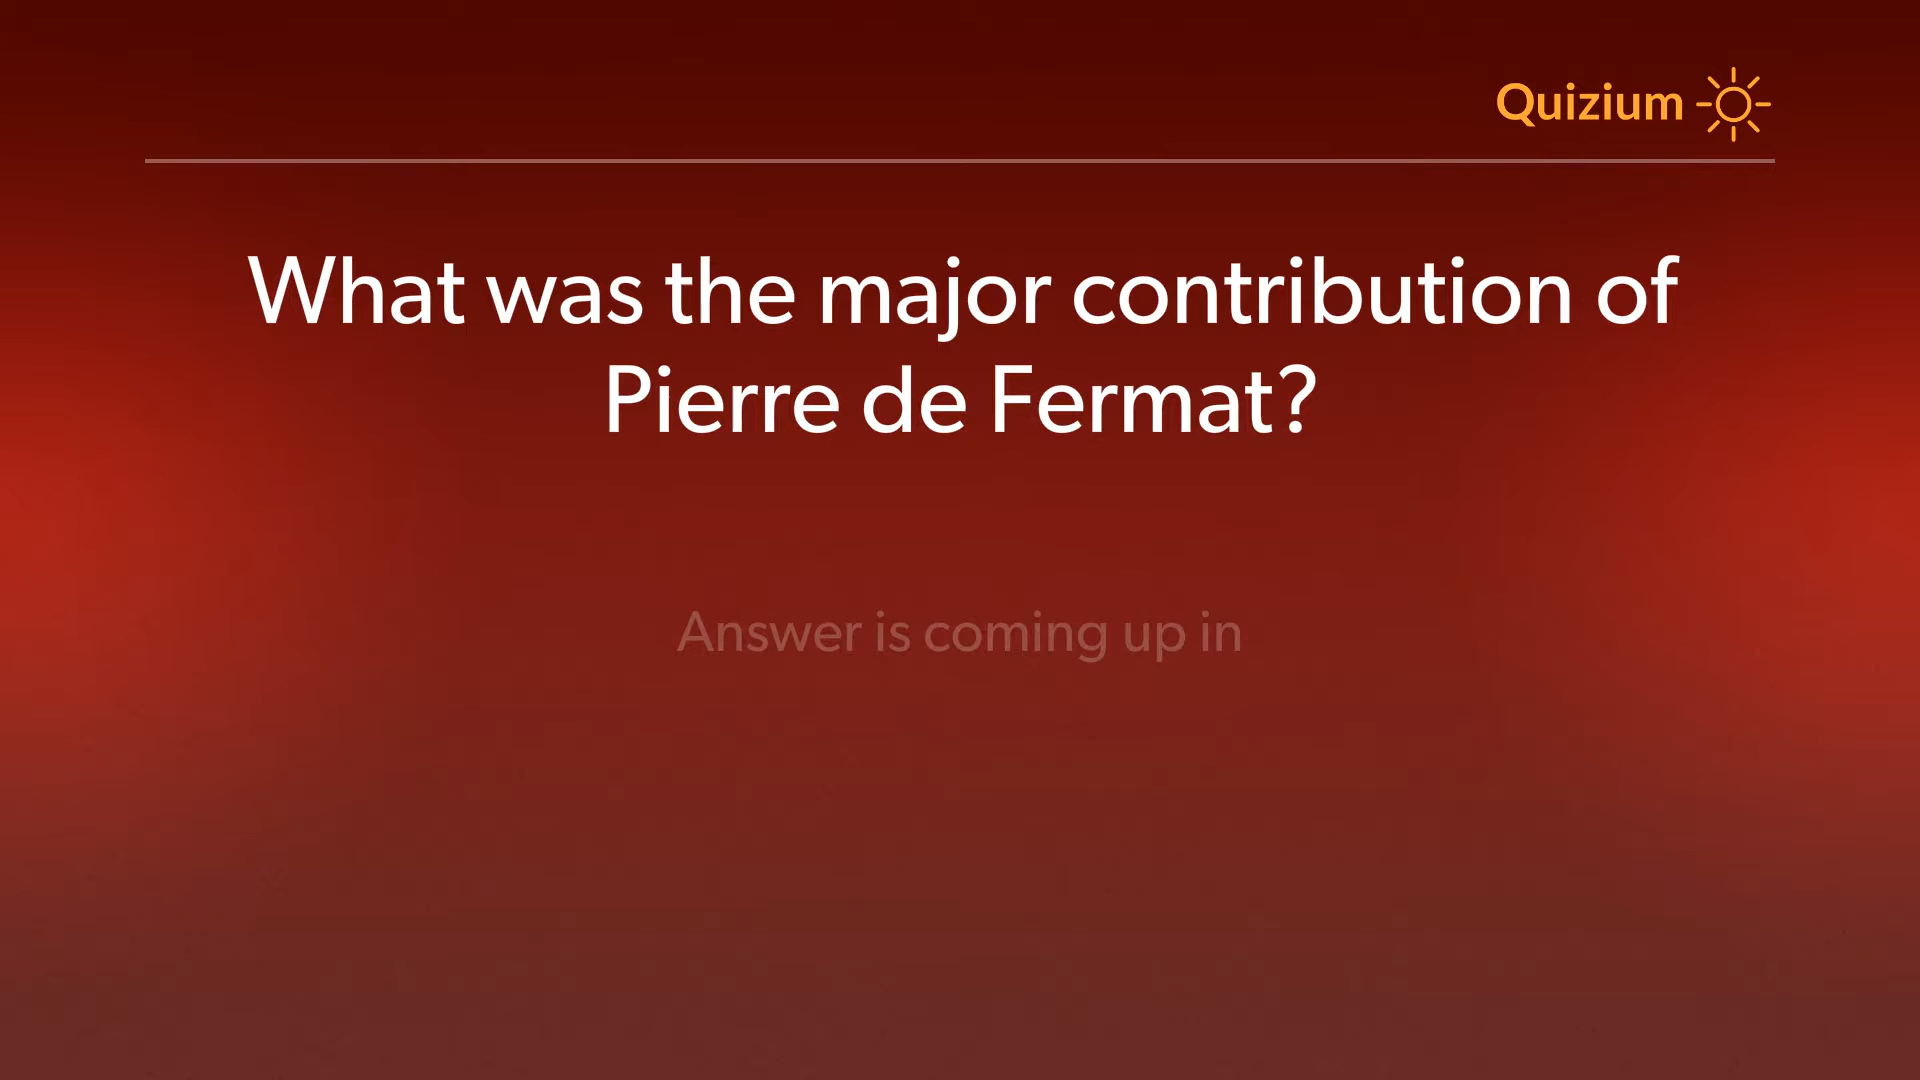 Quizium
What was the major contribution of
Pierre de Fermat?
Answer is coming up in